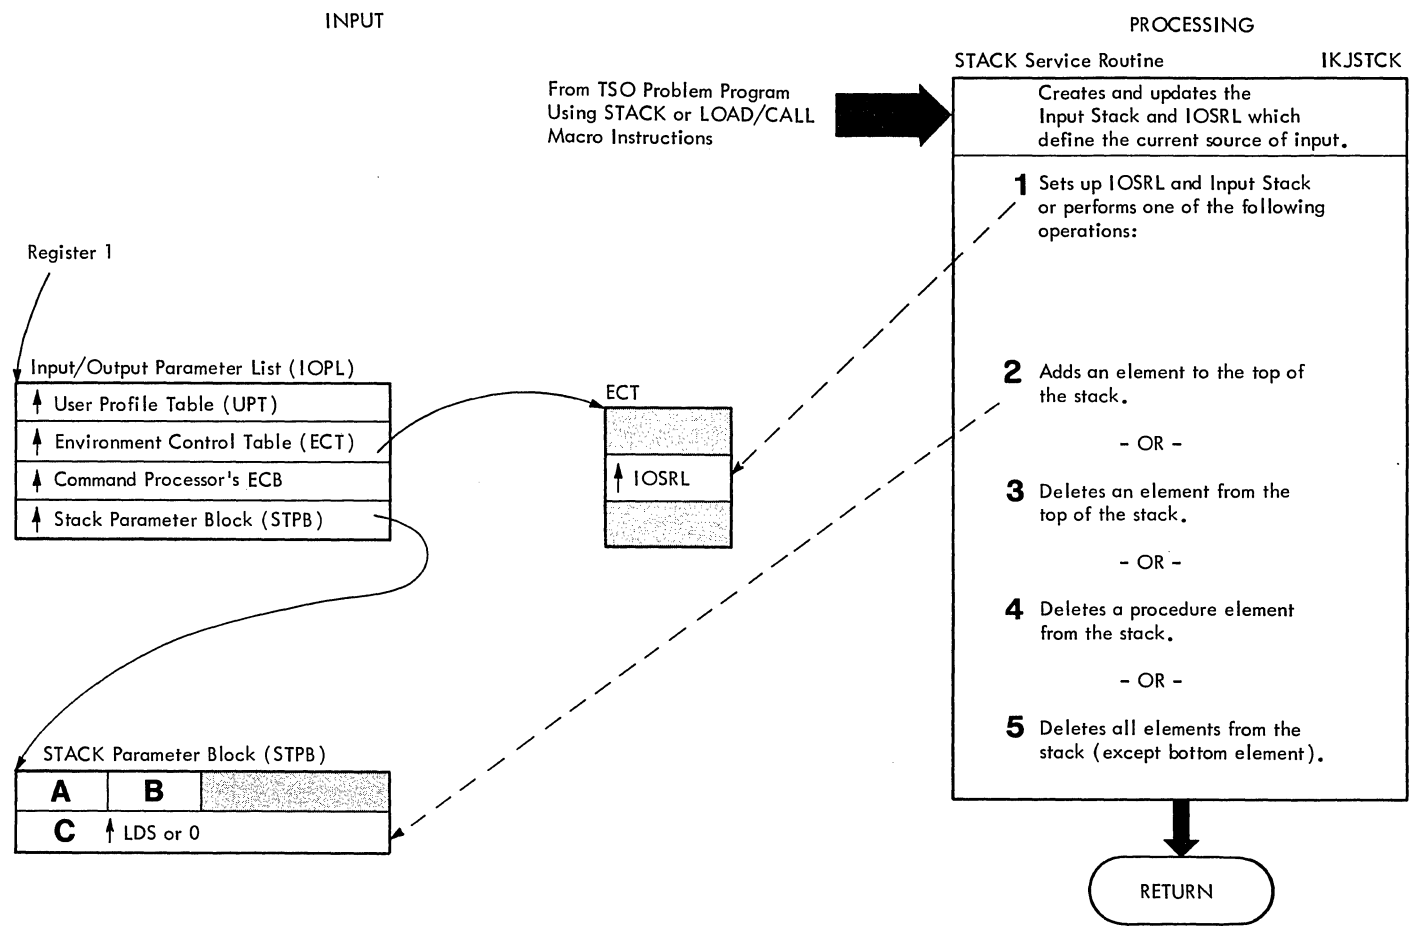 INPUT
PROCESSING
STACK Service Routine IKJSTCK
From TSO Problem Program
Using STACK or LOAD/CALL
Macro Instructions
Creates and updates the
Input Stack and IOSRL which
define the current source of input.
1 Sets up IOSRL and Input Stack
or performs one of the following
operations:
Register 1
Input/Output Parameter List (IOPL)
User Profile Table (UPT)
Environment Control Table (ECT)
Command Processor's ECB
Stack Parameter Block (STPB)
ECT
IOSRL
2 Adds an element to the top of
the stack.
- OR -
3 Deletes an element from the
top of the stack.
- OR -
4 Deletes a procedure element
from the stack.
- OR -
5 Deletes all elements from the
stack (except bottom element).
STACK Parameter Block (STPB)
A B
C LDS or 0
RETURN